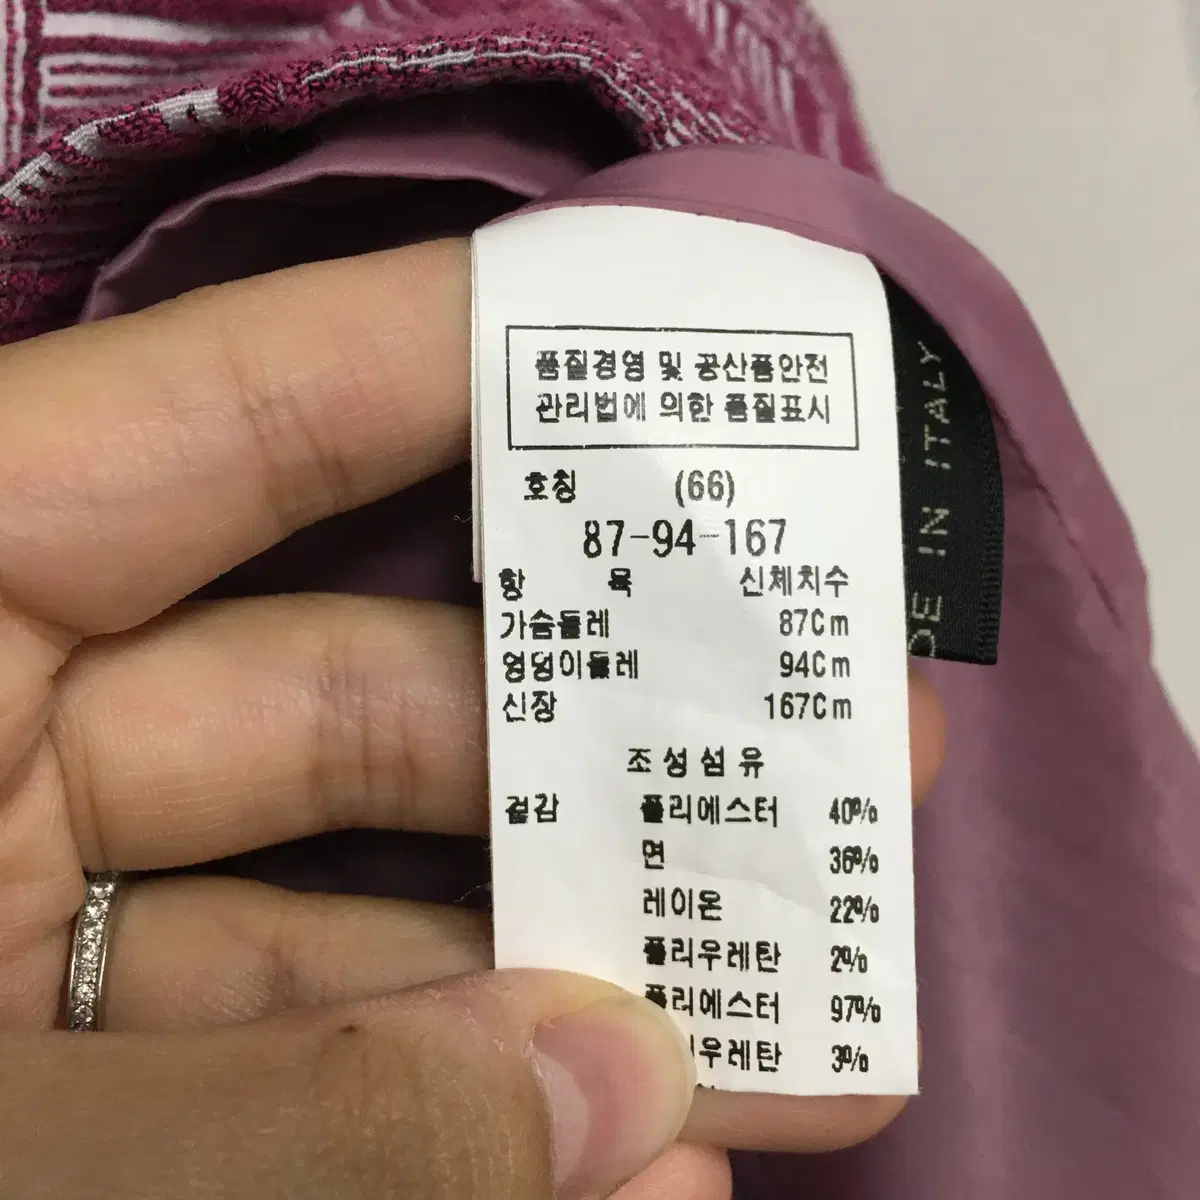 품질경영 및 공산품안전
관리법에 의한 품질표시
호칭 (66)
87-94-167
항 목 신체치수
가슴둘레 87Cm
엉덩이둘레 94Cm
신장 167Cm
조성섬유
겉감 폴리에스터 40%
면 36%
레이온 22%
폴리우레탄 2%
폴리에스터 97%
우레탄 3%
DE IN ITALY